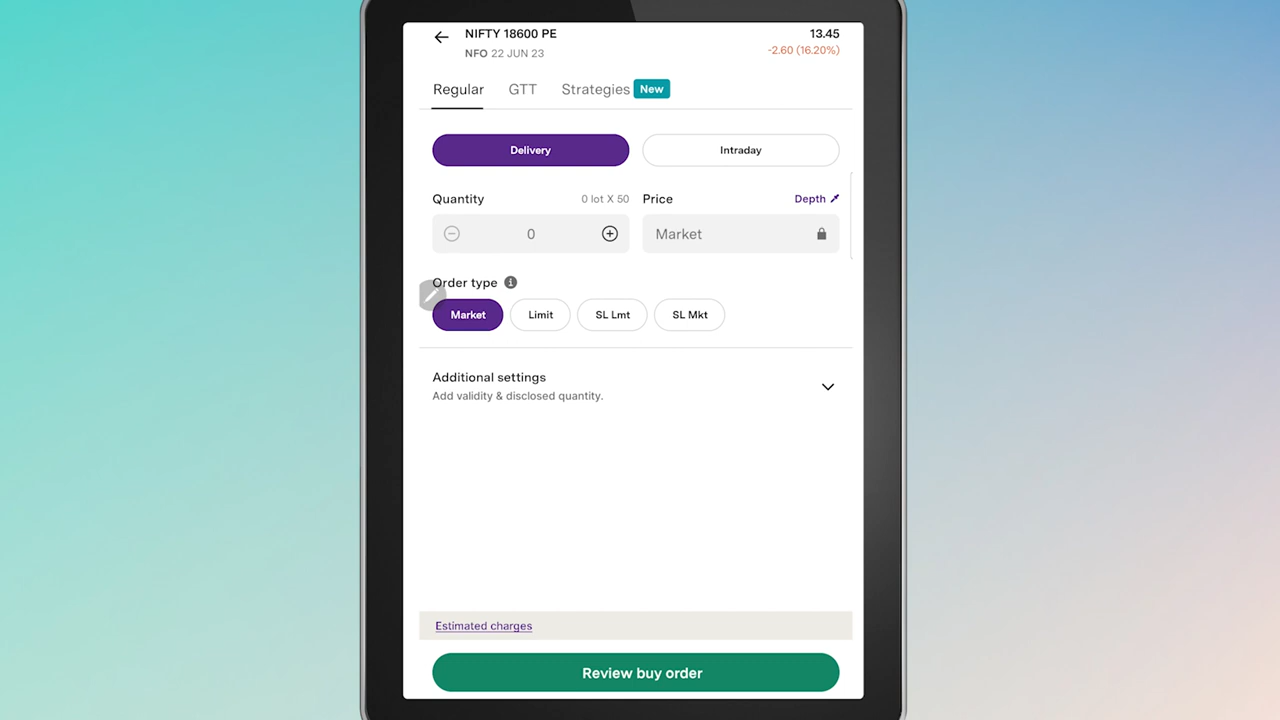 NIFTY 18600 PE 13.45
NFO 22 JUN 23 -2.60 (16.20%)
Regular GTT Strategies New
Delivery Intraday
Quantity 0 lot X 50 Price Depth
0 Market
Order type
Market Limit SL Lmt SL Mkt
Additional settings
Add validity & disclosed quantity.
Estimated charges
Review buy order